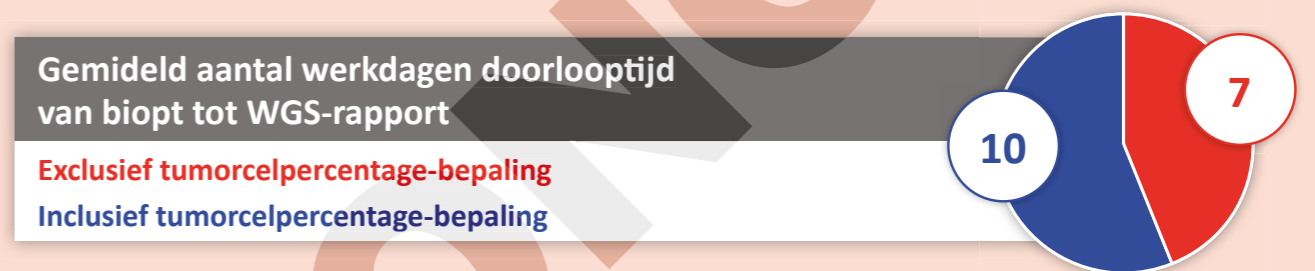 Gemideld aantal werkdagen doorlooptijd
van biopt tot WGS-rapport
Exclusief tumorcelpercentage-bepaling
Inclusief tumorcelpercentage-bepaling
10
7